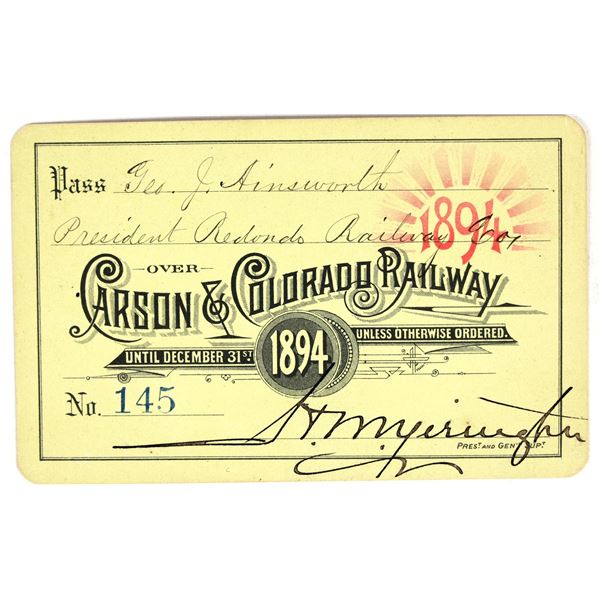 Pass Geo. J. Ainsworth
1894
President Redondo Railway Co.
OVER
CARSON & COLORADO RAILWAY
UNTIL DECEMBER 31ST 1894 UNLESS OTHERWISE ORDERED.
No. 145
H. M. Yerington
PREST. AND GENL. SUPT.